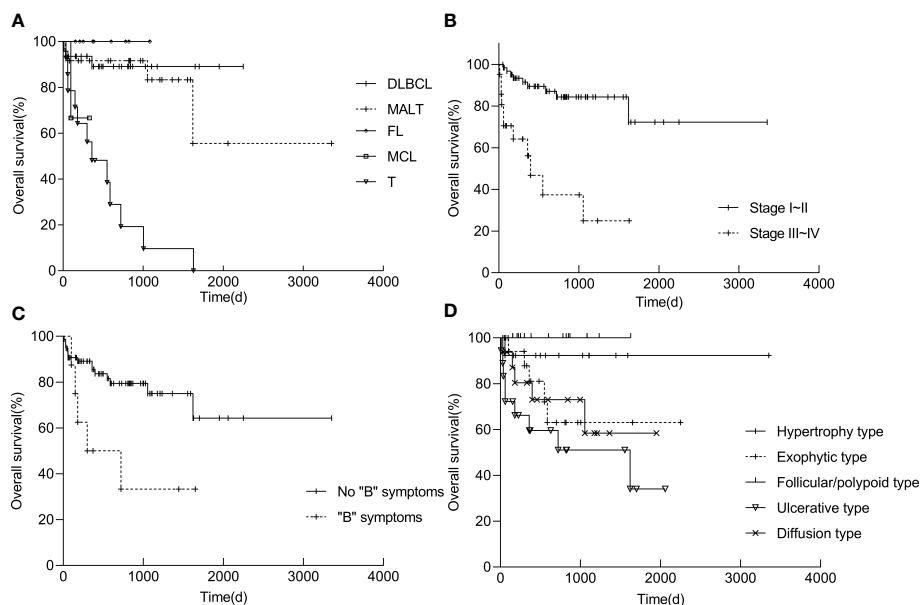 A
Overall survival(%)
100
80
60
40
20
0
0 1000 2000 3000 4000
Time(d)
DLBCL
MALT
FL
MCL
T
B
Overall survival(%)
100
80
60
40
20
0
0 1000 2000 3000 4000
Time(d)
Stage I~II
Stage III~IV
C
Overall survival(%)
100
80
60
40
20
0
0 1000 2000 3000 4000
Time(d)
No "B" symptoms
"B" symptoms
D
Overall survival(%)
100
80
60
40
20
0
0 1000 2000 3000 4000
Time(d)
Hypertrophy type
Exophytic type
Follicular/polypoid type
Ulcerative type
Diffusion type